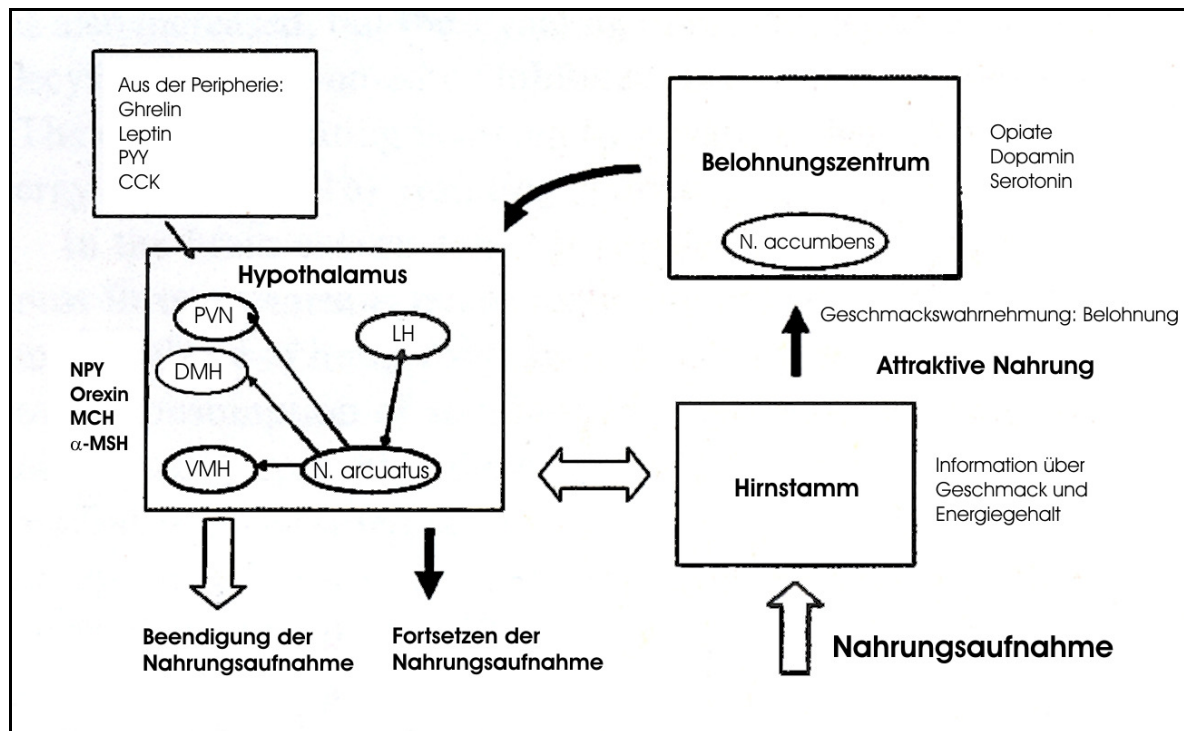 Aus der Peripherie:
Ghrelin
Leptin
PYY
CCK
Belohnungszentrum
N. accumbens
Opiate
Dopamin
Serotonin
Hypothalamus
PVN
LH
DMH
VMH
N. arcuatus
NPY
Orexin
MCH
α-MSH
Geschmackswahrnehmung: Belohnung
Attraktive Nahrung
Hirnstamm
Information über
Geschmack und
Energiegehalt
Beendigung der
Nahrungsaufnahme
Fortsetzen der
Nahrungsaufnahme
Nahrungsaufnahme